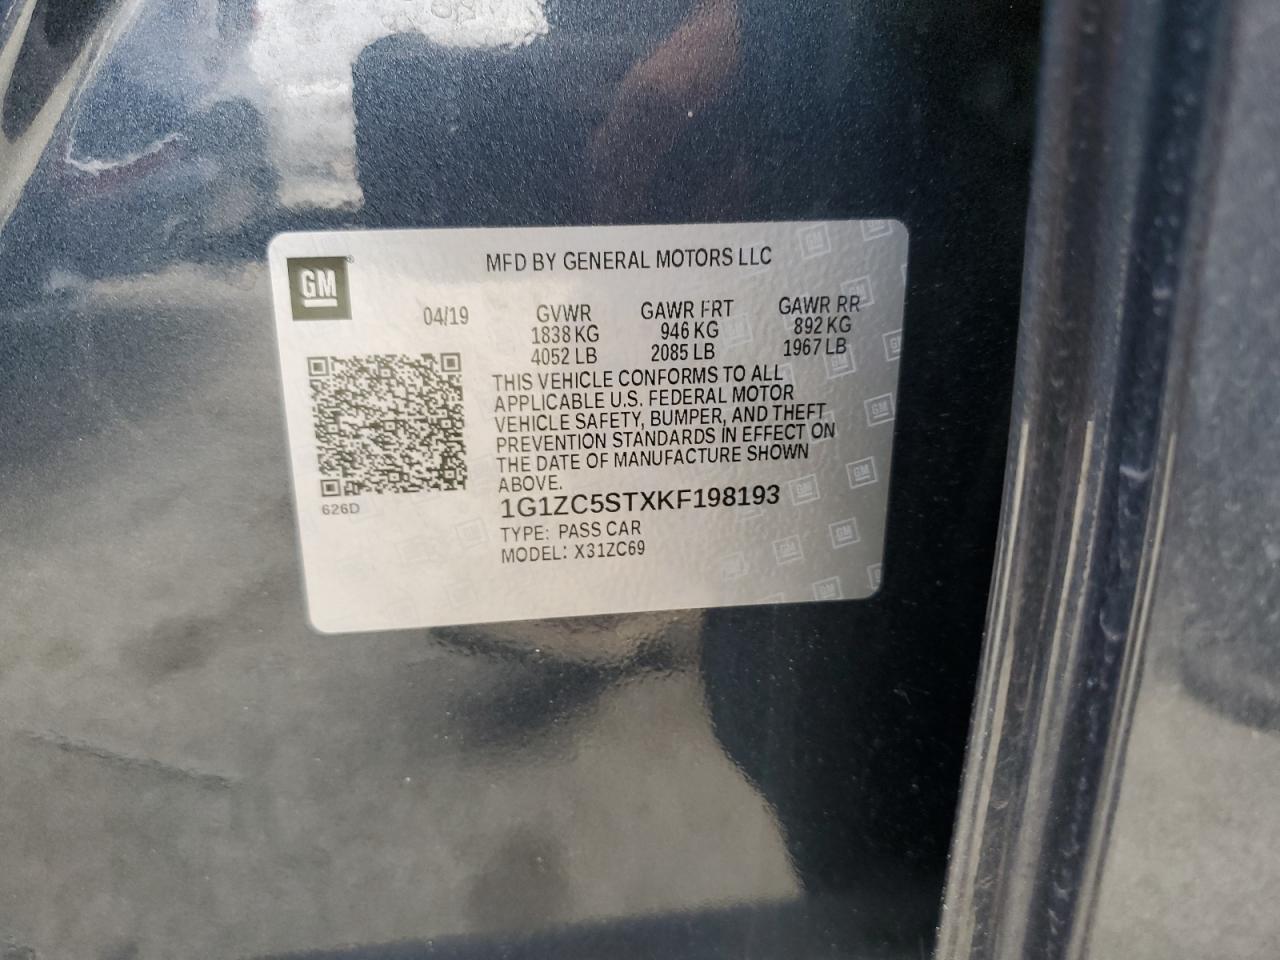 MFD BY GENERAL MOTORS LLC
GM
04/19 GVWR GAWR FRT GAWR RR
1838 KG 946 KG 892 KG
4052 LB 2085 LB 1967 LB
THIS VEHICLE CONFORMS TO ALL
APPLICABLE U.S. FEDERAL MOTOR
VEHICLE SAFETY, BUMPER, AND THEFT
PREVENTION STANDARDS IN EFFECT ON
THE DATE OF MANUFACTURE SHOWN
ABOVE.
626D
1G1ZC5STXKF198193
TYPE: PASS CAR
MODEL: X31ZC69